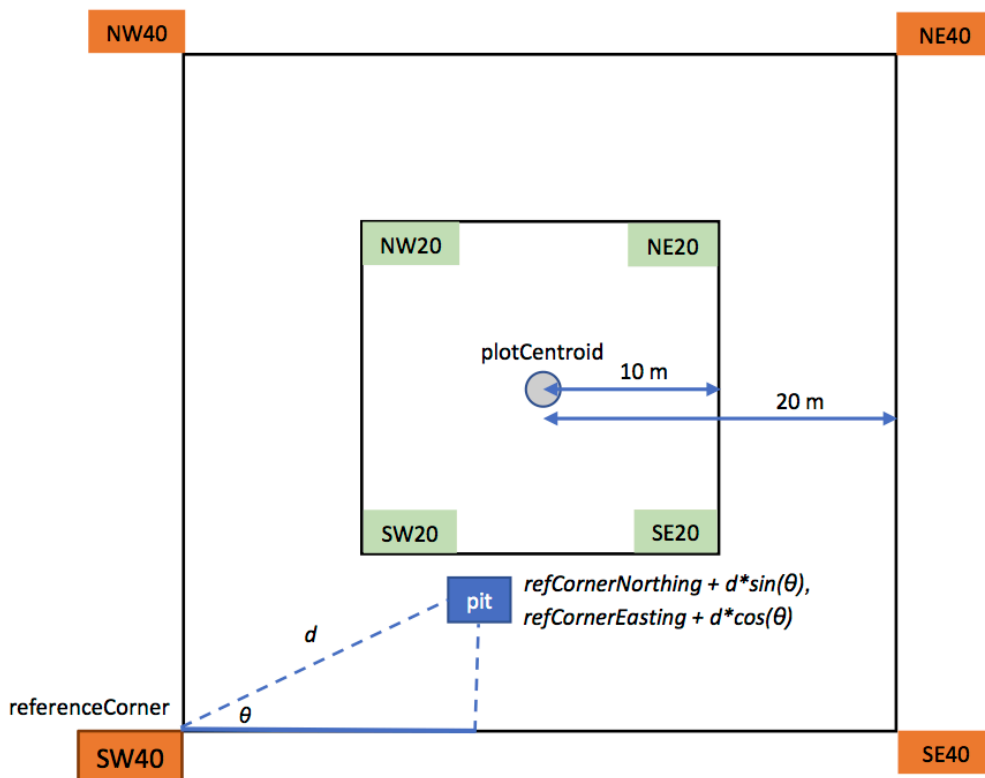 NW40
NE40
NW20
NE20
plotCentroid
10 m
20 m
SW20
SE20
pit
refCornerNorthing + d*sin(θ),
refCornerEasting + d*cos(θ)
d
referenceCorner
θ
SW40
SE40